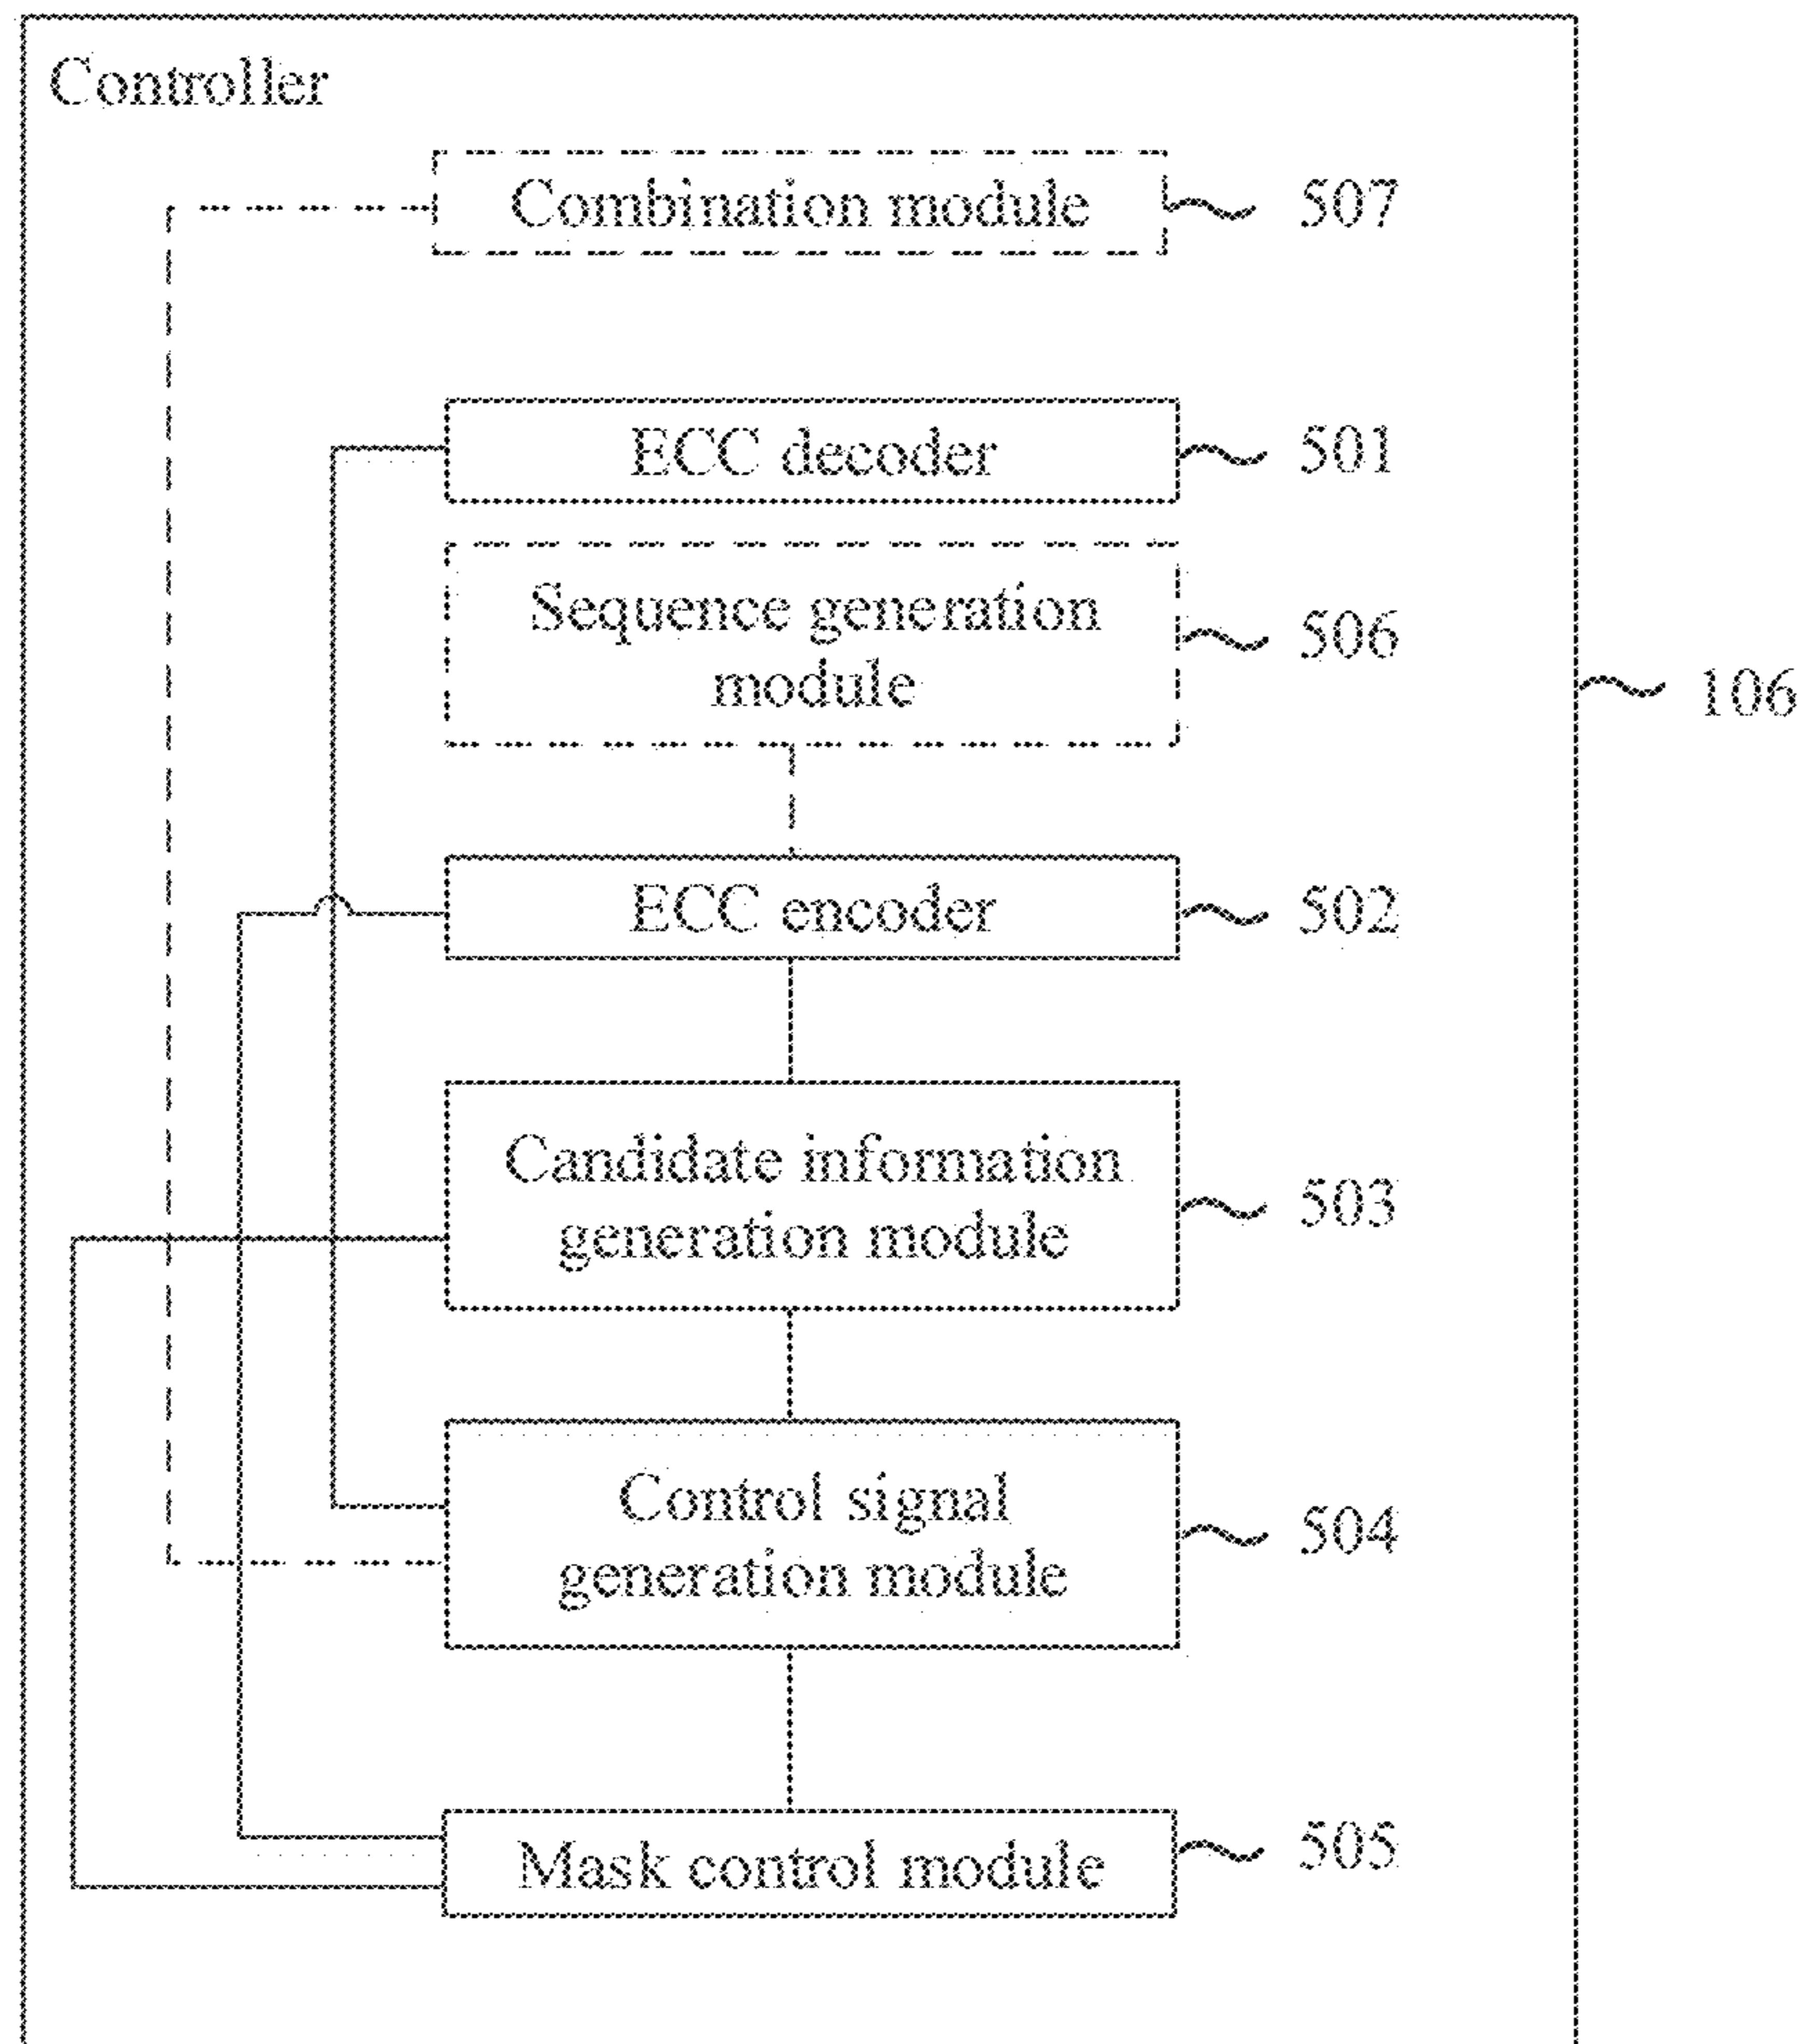 Controller
Combination module
507
ECC decoder
501
Sequence generation
module
506
106
ECC encoder
502
Candidate information
generation module
503
Control signal
generation module
504
Mask control module
505